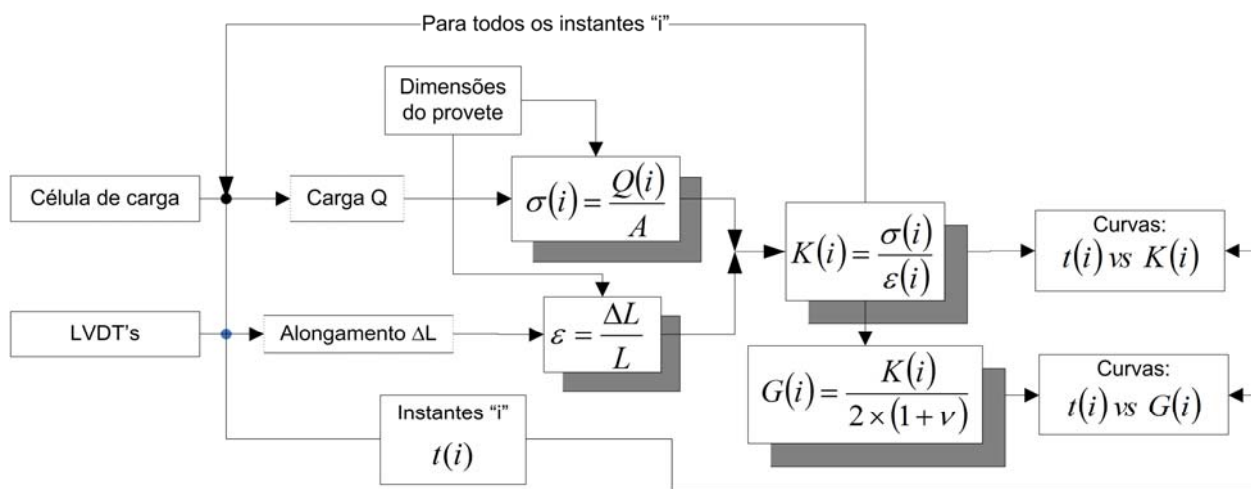 Para todos os instantes “i”
Dimensões
do provete
Célula de carga
Carga Q
σ(i) = Q(i) / A
K(i) = σ(i) / ε(i)
Curvas:
t(i) vs K(i)
LVDT’s
Alongamento ΔL
ε = ΔL / L
G(i) = K(i) / 2 × (1 + ν)
Curvas:
t(i) vs G(i)
Instantes “i”
t(i)